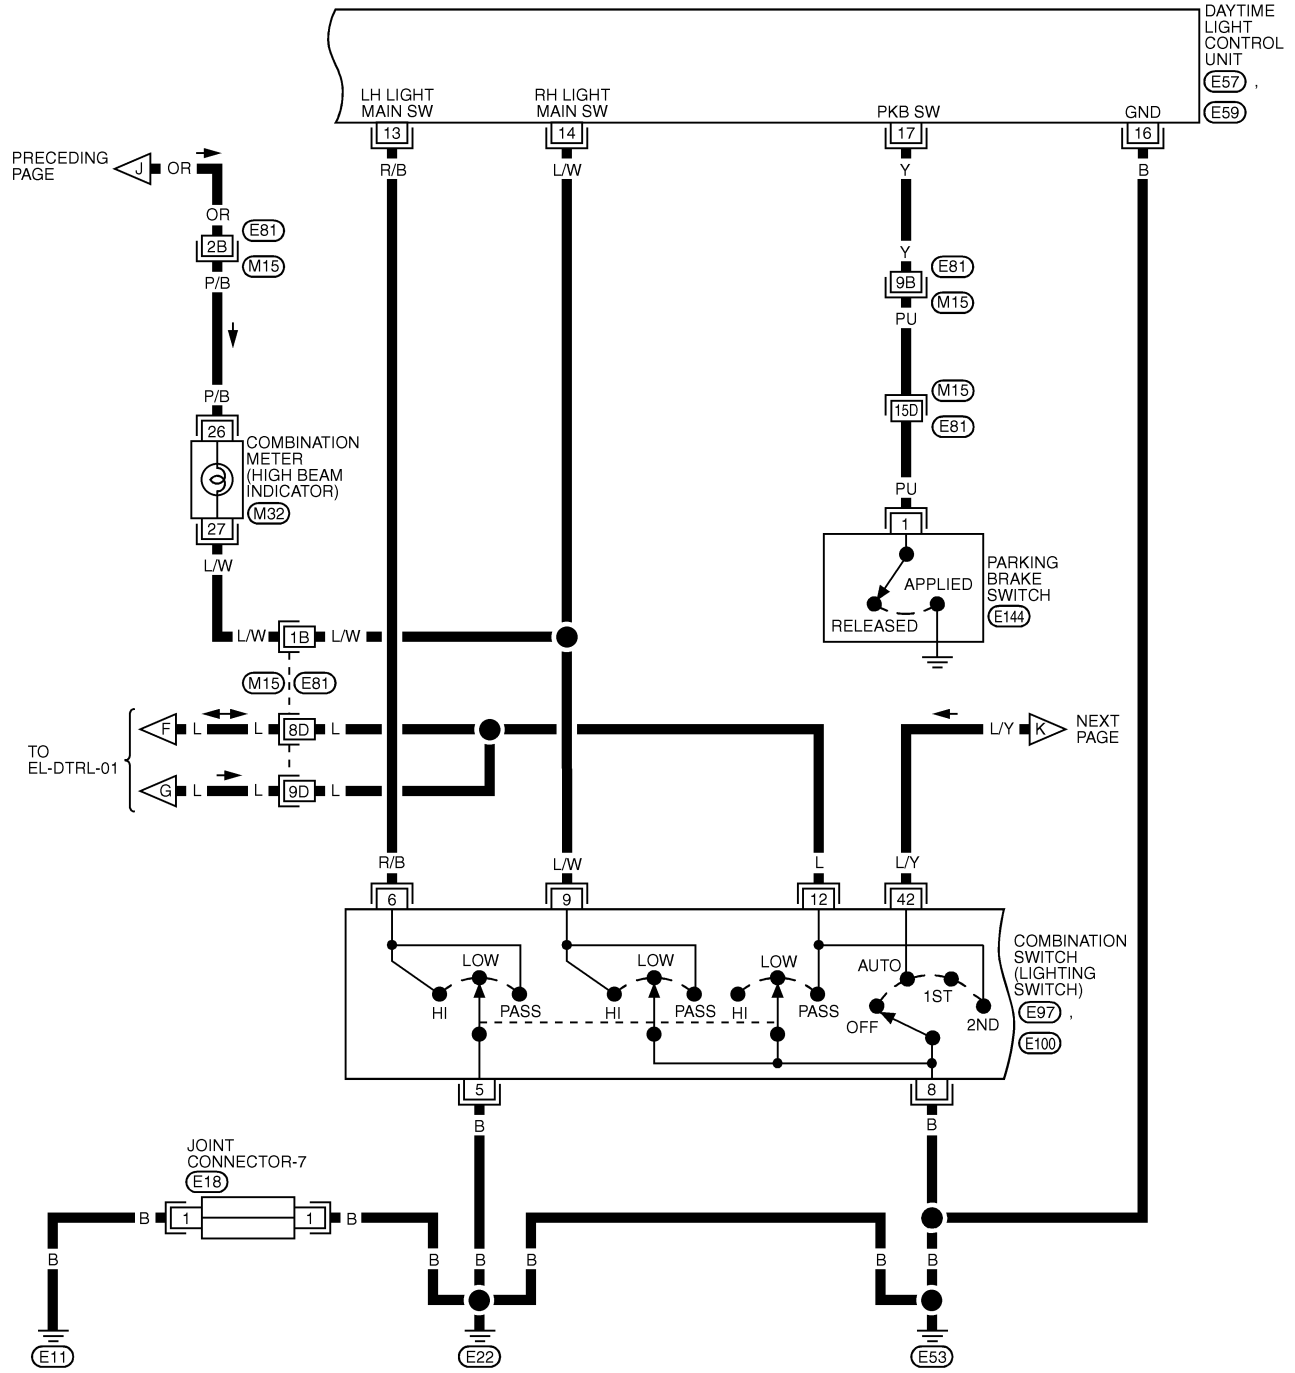 DAYTIME
LIGHT
CONTROL
UNIT
E57 ,
E59
LH LIGHT
MAIN SW
RH LIGHT
MAIN SW
PKB SW
GND
13
14
17
16
PRECEDING
PAGE
J
OR
R/B
L/W
Y
B
OR
E81
2B
M15
P/B
Y
E81
9B
M15
PU
P/B
M15
15D
E81
26
COMBINATION
METER
(HIGH BEAM
INDICATOR)
M32
27
L/W
PU
1
APPLIED
RELEASED
PARKING
BRAKE
SWITCH
E144
L/W
1B
L/W
M15
E81
TO
EL-DTRL-01
F
L
L
8D
L
G
L
L
9D
L
L/Y
K
NEXT
PAGE
R/B
L/W
L
L/Y
6
9
12
42
LOW
HI
PASS
LOW
HI
PASS
LOW
HI
PASS
AUTO
1ST
OFF
2ND
COMBINATION
SWITCH
(LIGHTING
SWITCH)
E97 ,
E100
5
8
B
B
JOINT
CONNECTOR-7
E18
B
1
1
B
B
B
B
B
B
B
E11
E22
E53